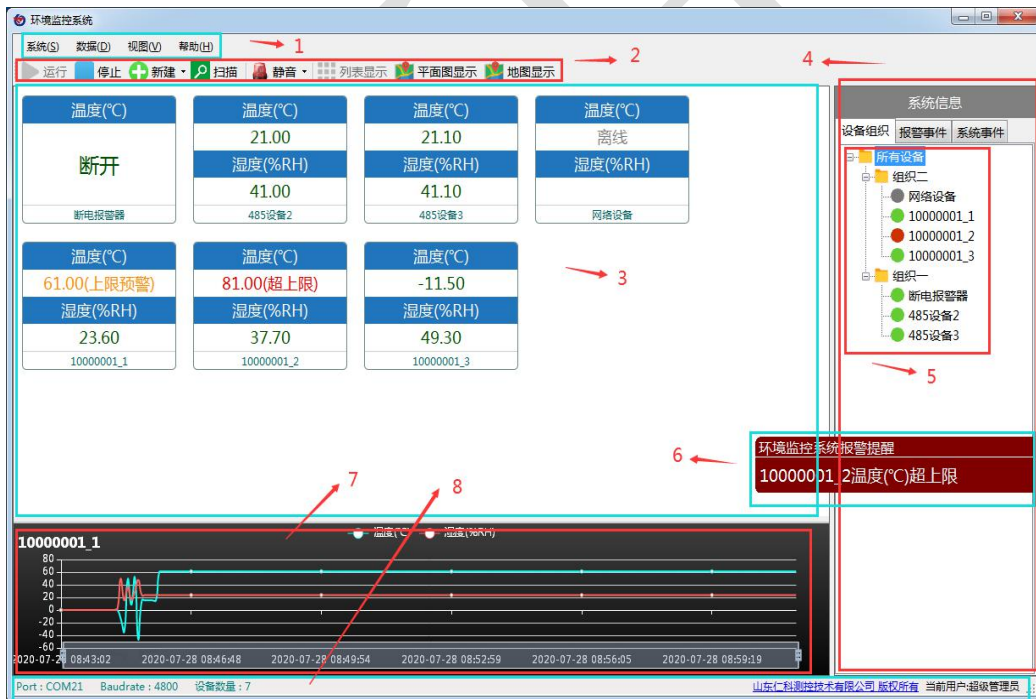 环境监控系统
系统(S) 数据(D) 视图(V) 帮助(H)
1
运行 停止 新建 扫描 静音 列表显示 平面图显示 地图显示
2
4
温度(℃) 温度(℃) 温度(℃) 温度(℃)
断开 21.00 21.10 离线
湿度(%RH) 湿度(%RH) 湿度(%RH)
41.00 41.10
断电报警器 485设备2 485设备3 网络设备
温度(℃) 温度(℃) 温度(℃)
61.00(上限预警) 81.00(超上限) -11.50
湿度(%RH) 湿度(%RH) 湿度(%RH)
23.60 37.70 49.30
10000001_1 10000001_2 10000001_3
3
系统信息
设备组织 报警事件 系统事件
所有设备
组织二
网络设备
10000001_1
10000001_2
10000001_3
组织一
断电报警器
485设备2
485设备3
5
6
环境监控系统报警提醒
10000001_2温度(℃)超上限
7
8
10000001_1
温度(℃) 湿度(%RH)
80
60
40
20
0
-20
-40
-60
2020-07-28 08:43:02 2020-07-28 08:46:48 2020-07-28 08:49:54 2020-07-28 08:52:59 2020-07-28 08:56:05 2020-07-28 08:59:19
Port : COM21 Baudrate : 4800 设备数量 : 7 山东仁科测控技术有限公司 版权所有 当前用户:超级管理员